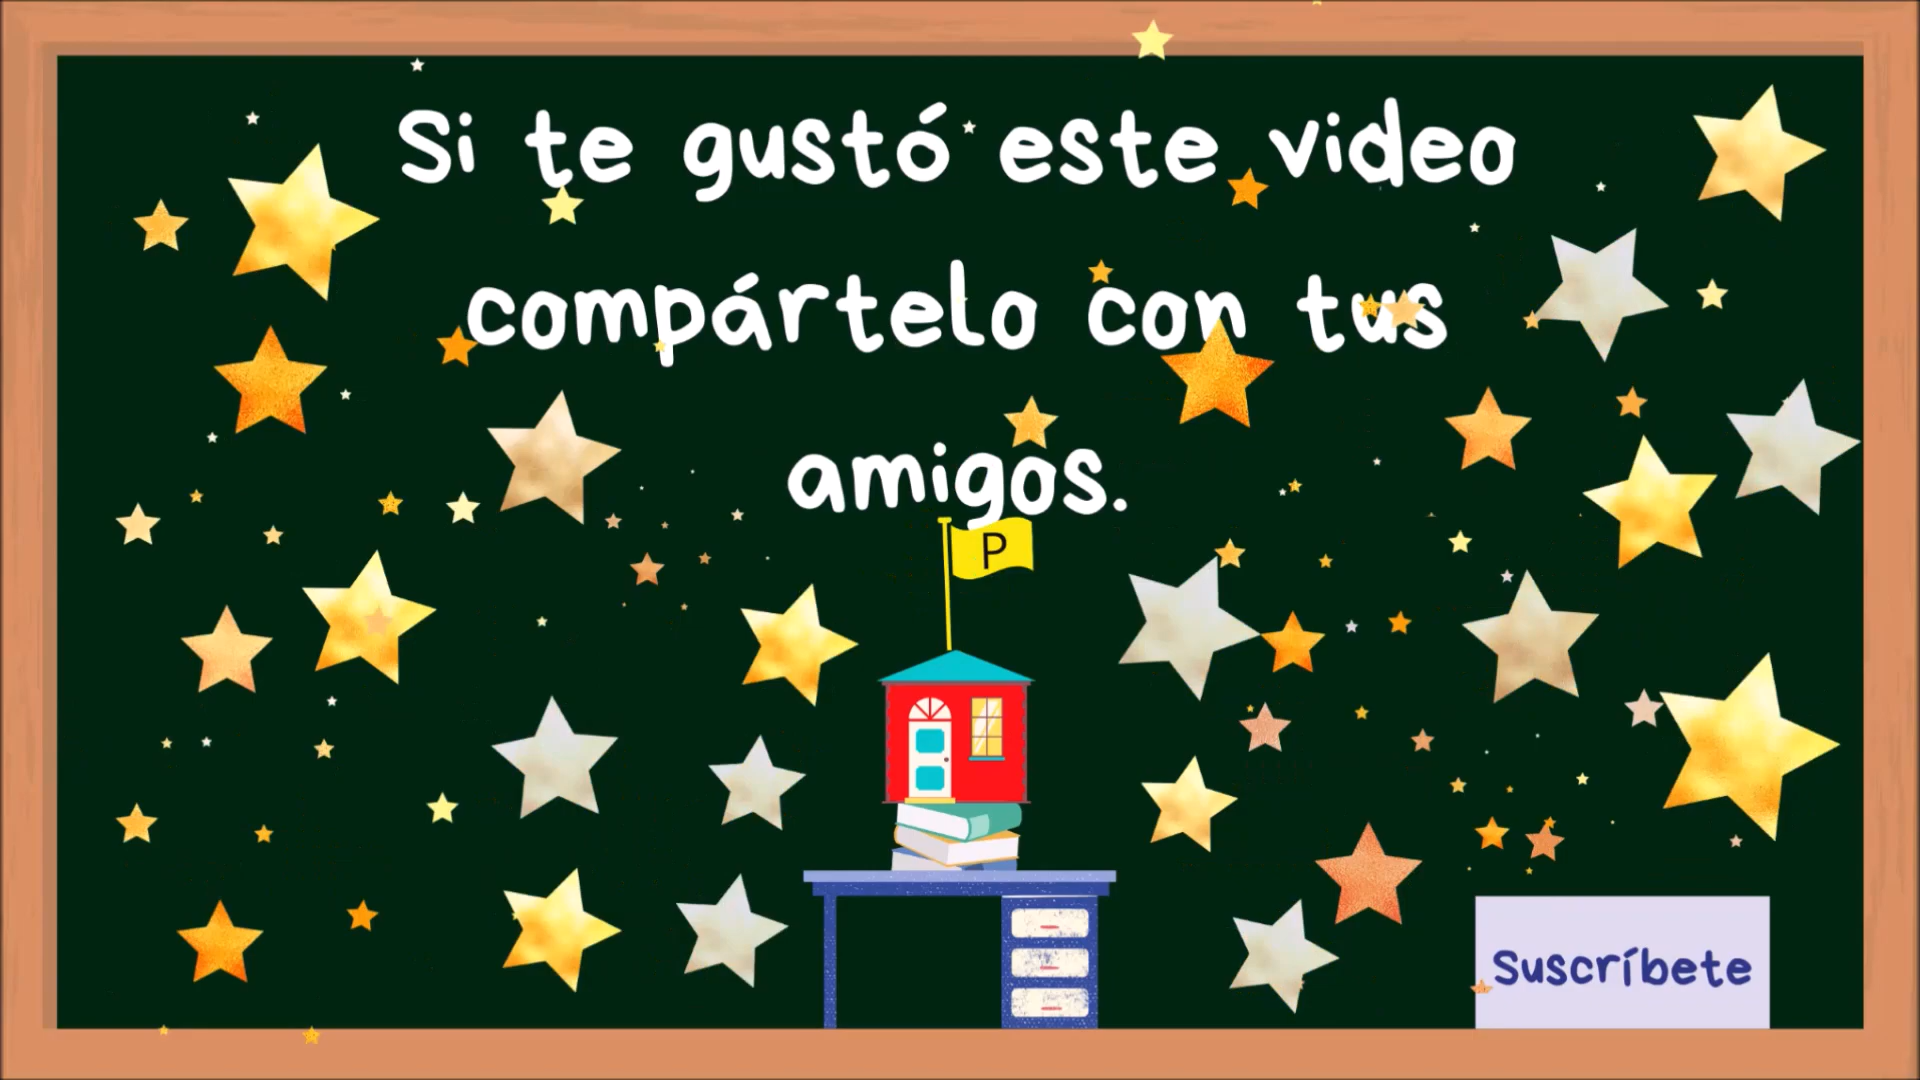 Si te gustó este video
compártelo con tus
amigos.
P
Suscríbete